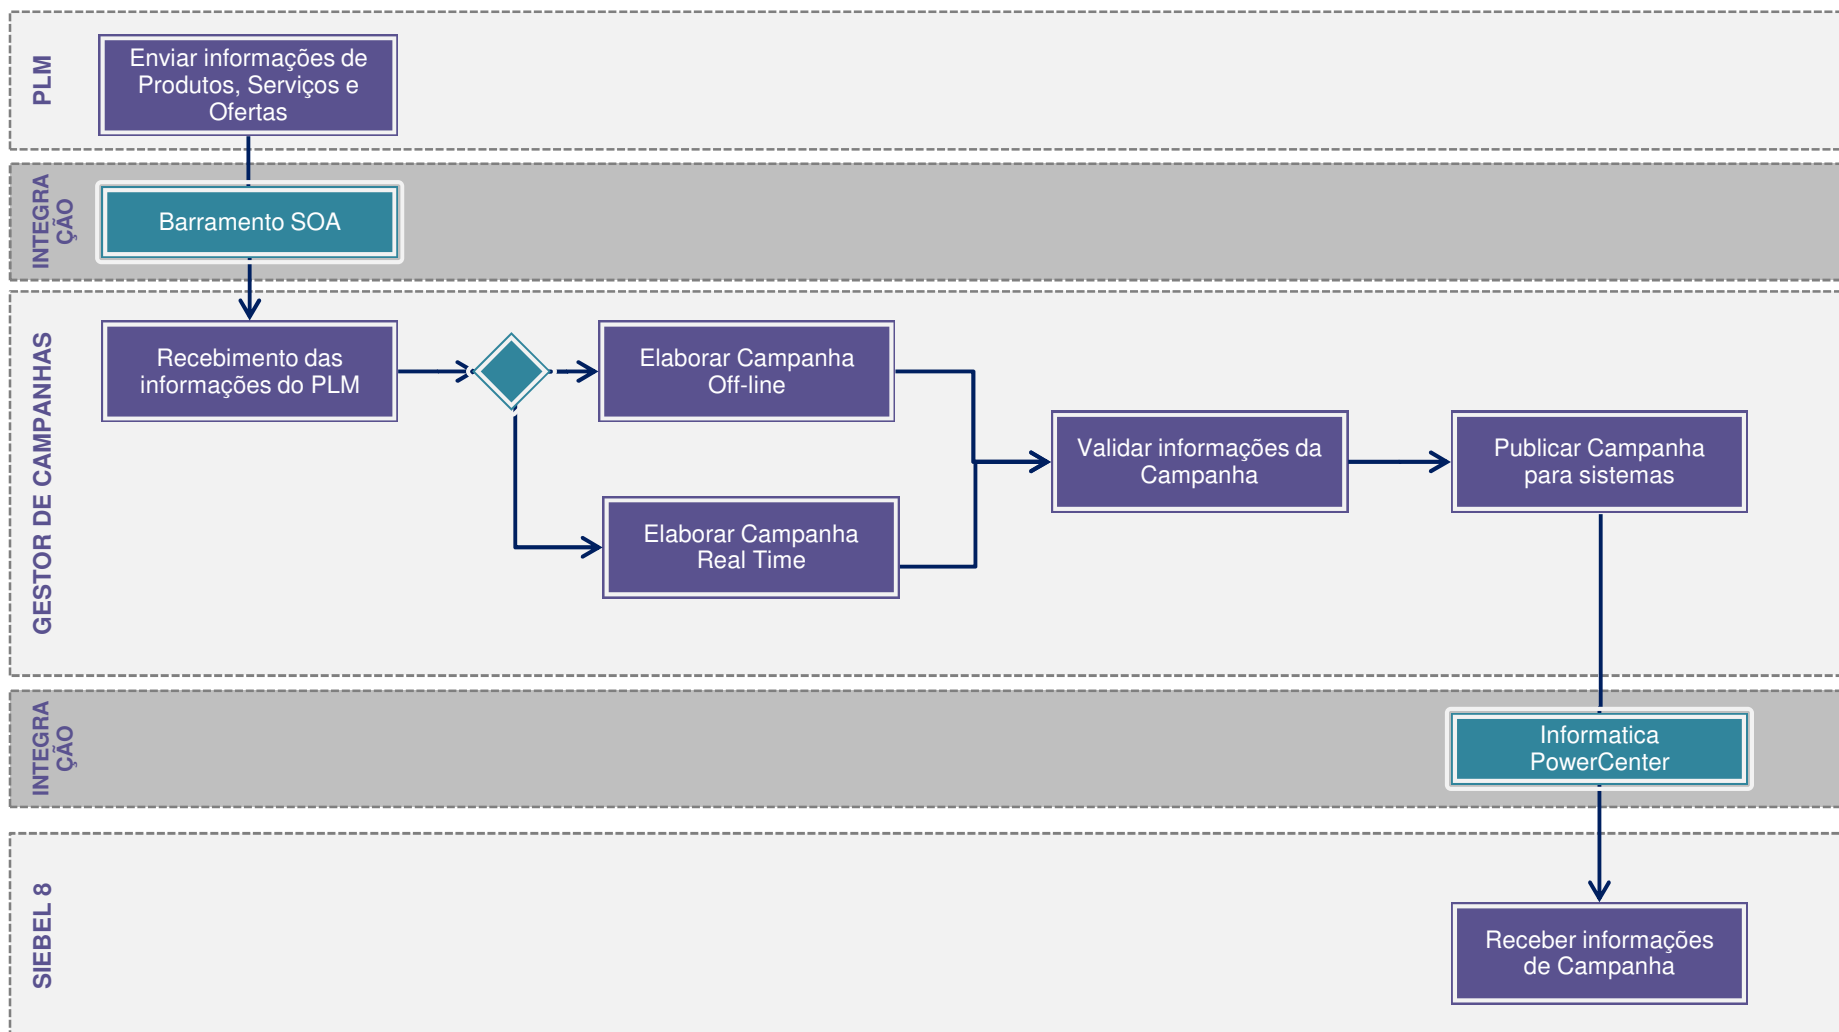 PLM
Enviar informações de
Produtos, Serviços e
Ofertas
INTEGRA
ÇÃO
Barramento SOA
GESTOR DE CAMPANHAS
Recebimento das
informações do PLM
Elaborar Campanha
Off-line
Elaborar Campanha
Real Time
Validar informações da
Campanha
Publicar Campanha
para sistemas
INTEGRA
ÇÃO
Informatica
PowerCenter
SIEBEL 8
Receber informações
de Campanha